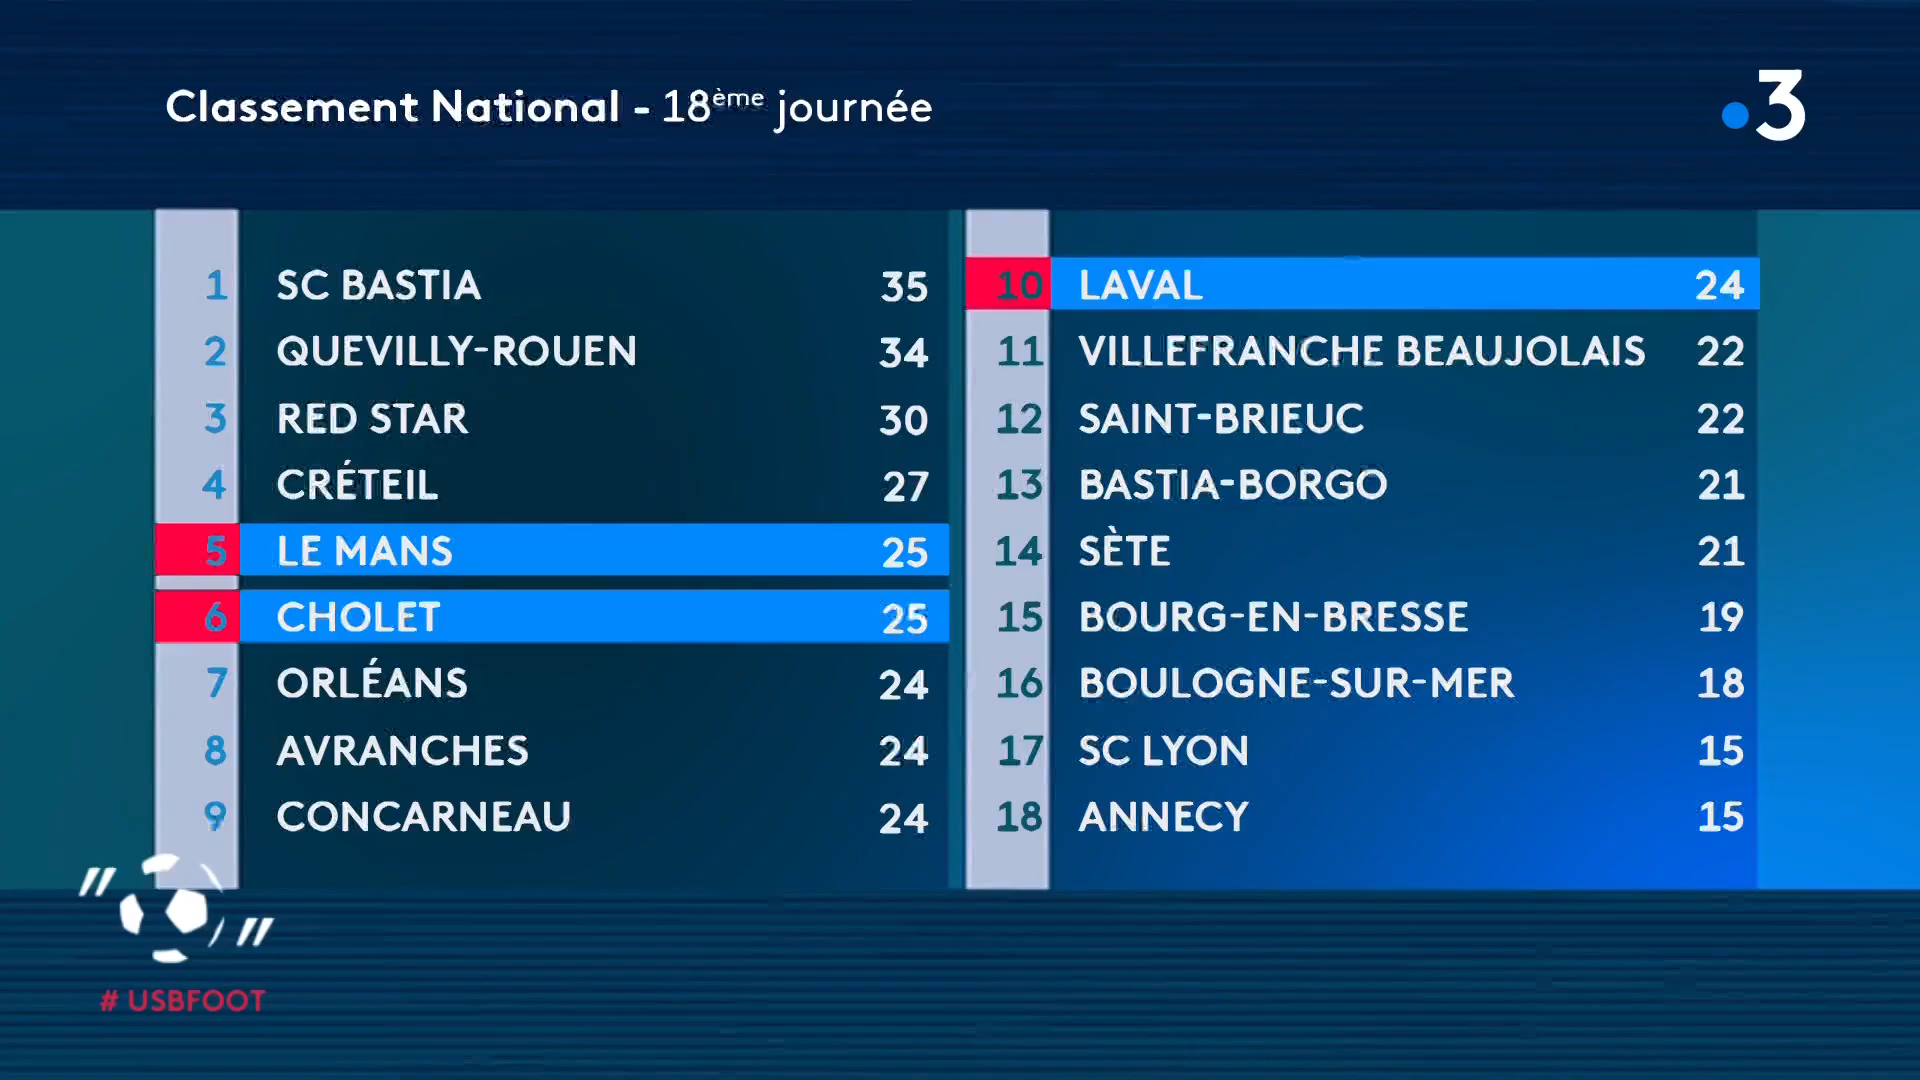 Classement National - 18ème journée
3
1 SC BASTIA 35
2 QUEVILLY-ROUEN 34
3 RED STAR 30
4 CRÉTEIL 27
5 LE MANS 25
6 CHOLET 25
7 ORLÉANS 24
8 AVRANCHES 24
9 CONCARNEAU 24
10 LAVAL 24
11 VILLEFRANCHE BEAUJOLAIS 22
12 SAINT-BRIEUC 22
13 BASTIA-BORGO 21
14 SÈTE 21
15 BOURG-EN-BRESSE 19
16 BOULOGNE-SUR-MER 18
17 SC LYON 15
18 ANNECY 15
# USBFOOT